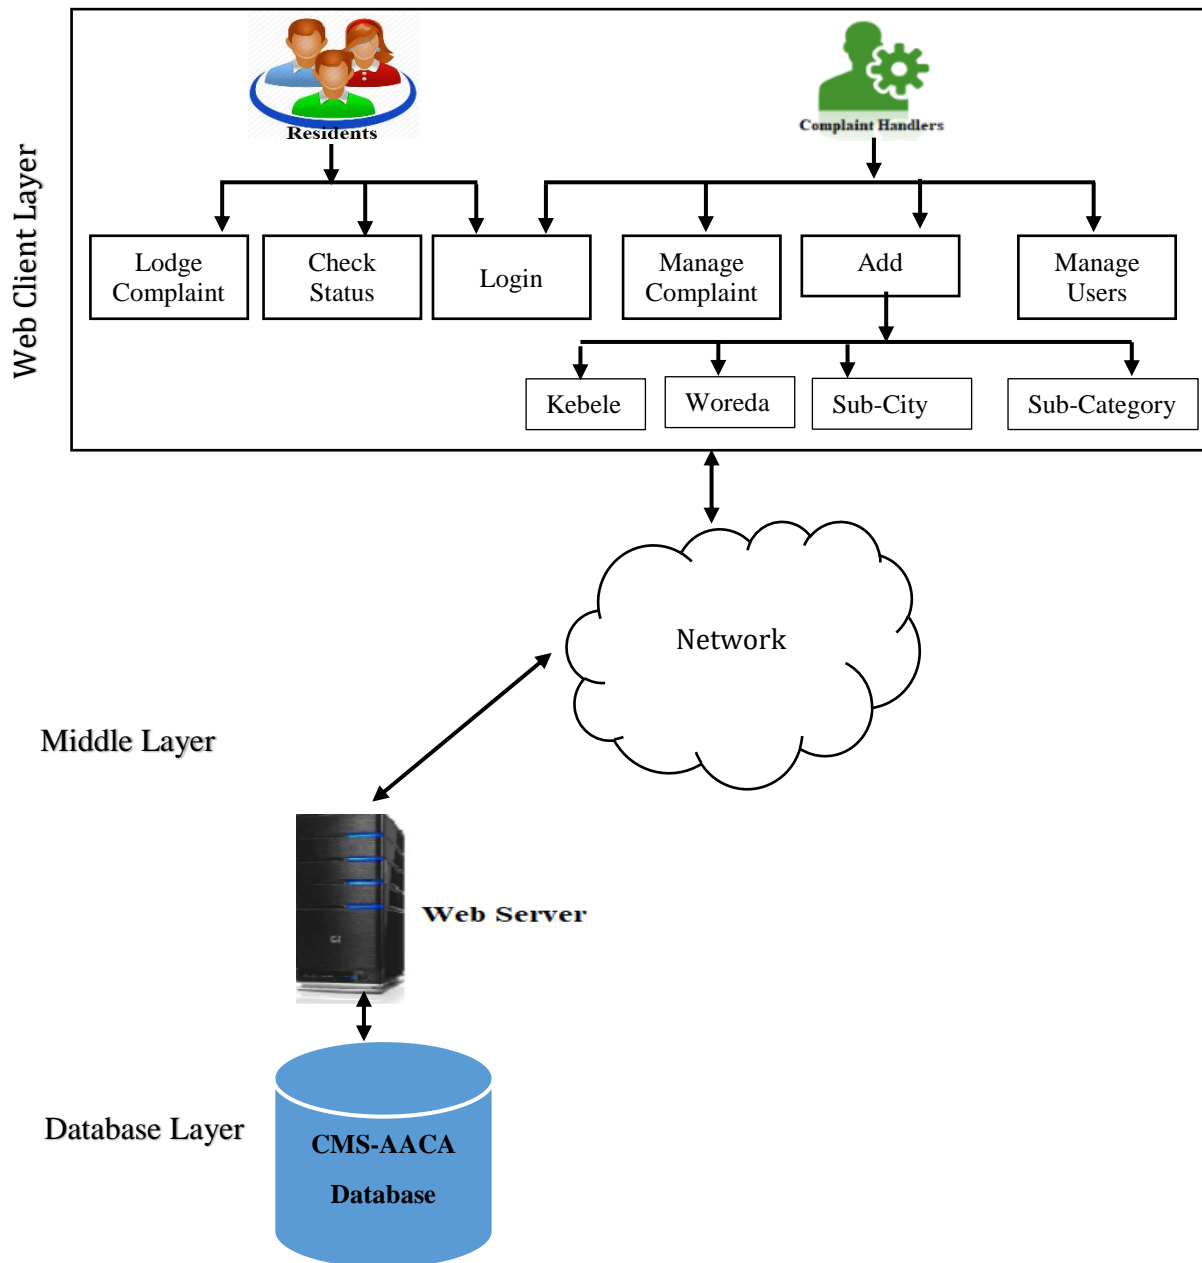 Residents
Complaint Handlers
Web Client Layer
Lodge
Complaint
Check
Status
Login
Manage
Complaint
Add
Manage
Users
Kebele
Woreda
Sub-City
Sub-Category
Network
Middle Layer
Web Server
Database Layer
CMS-AACA
Database